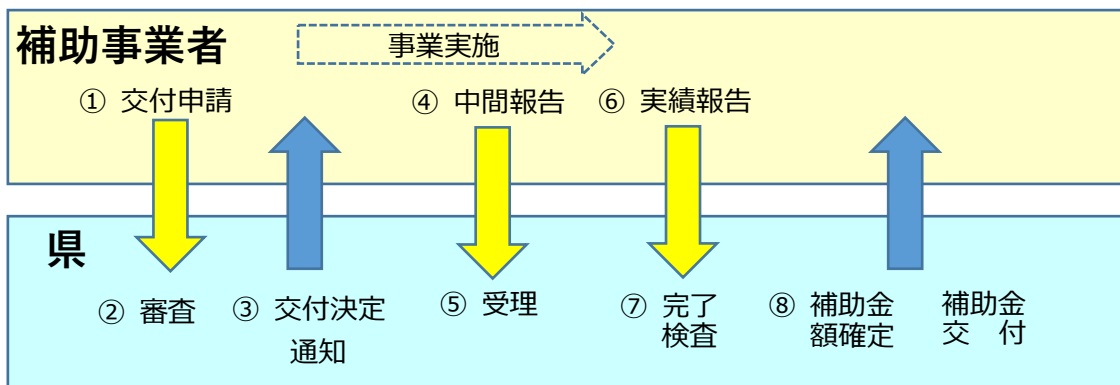 補助事業者
事業実施
① 交付申請
④ 中間報告
⑥ 実績報告
県
② 審査
③ 交付決定
通知
⑤ 受理
⑦ 完了
検査
⑧ 補助金
額確定
補助金
交　付